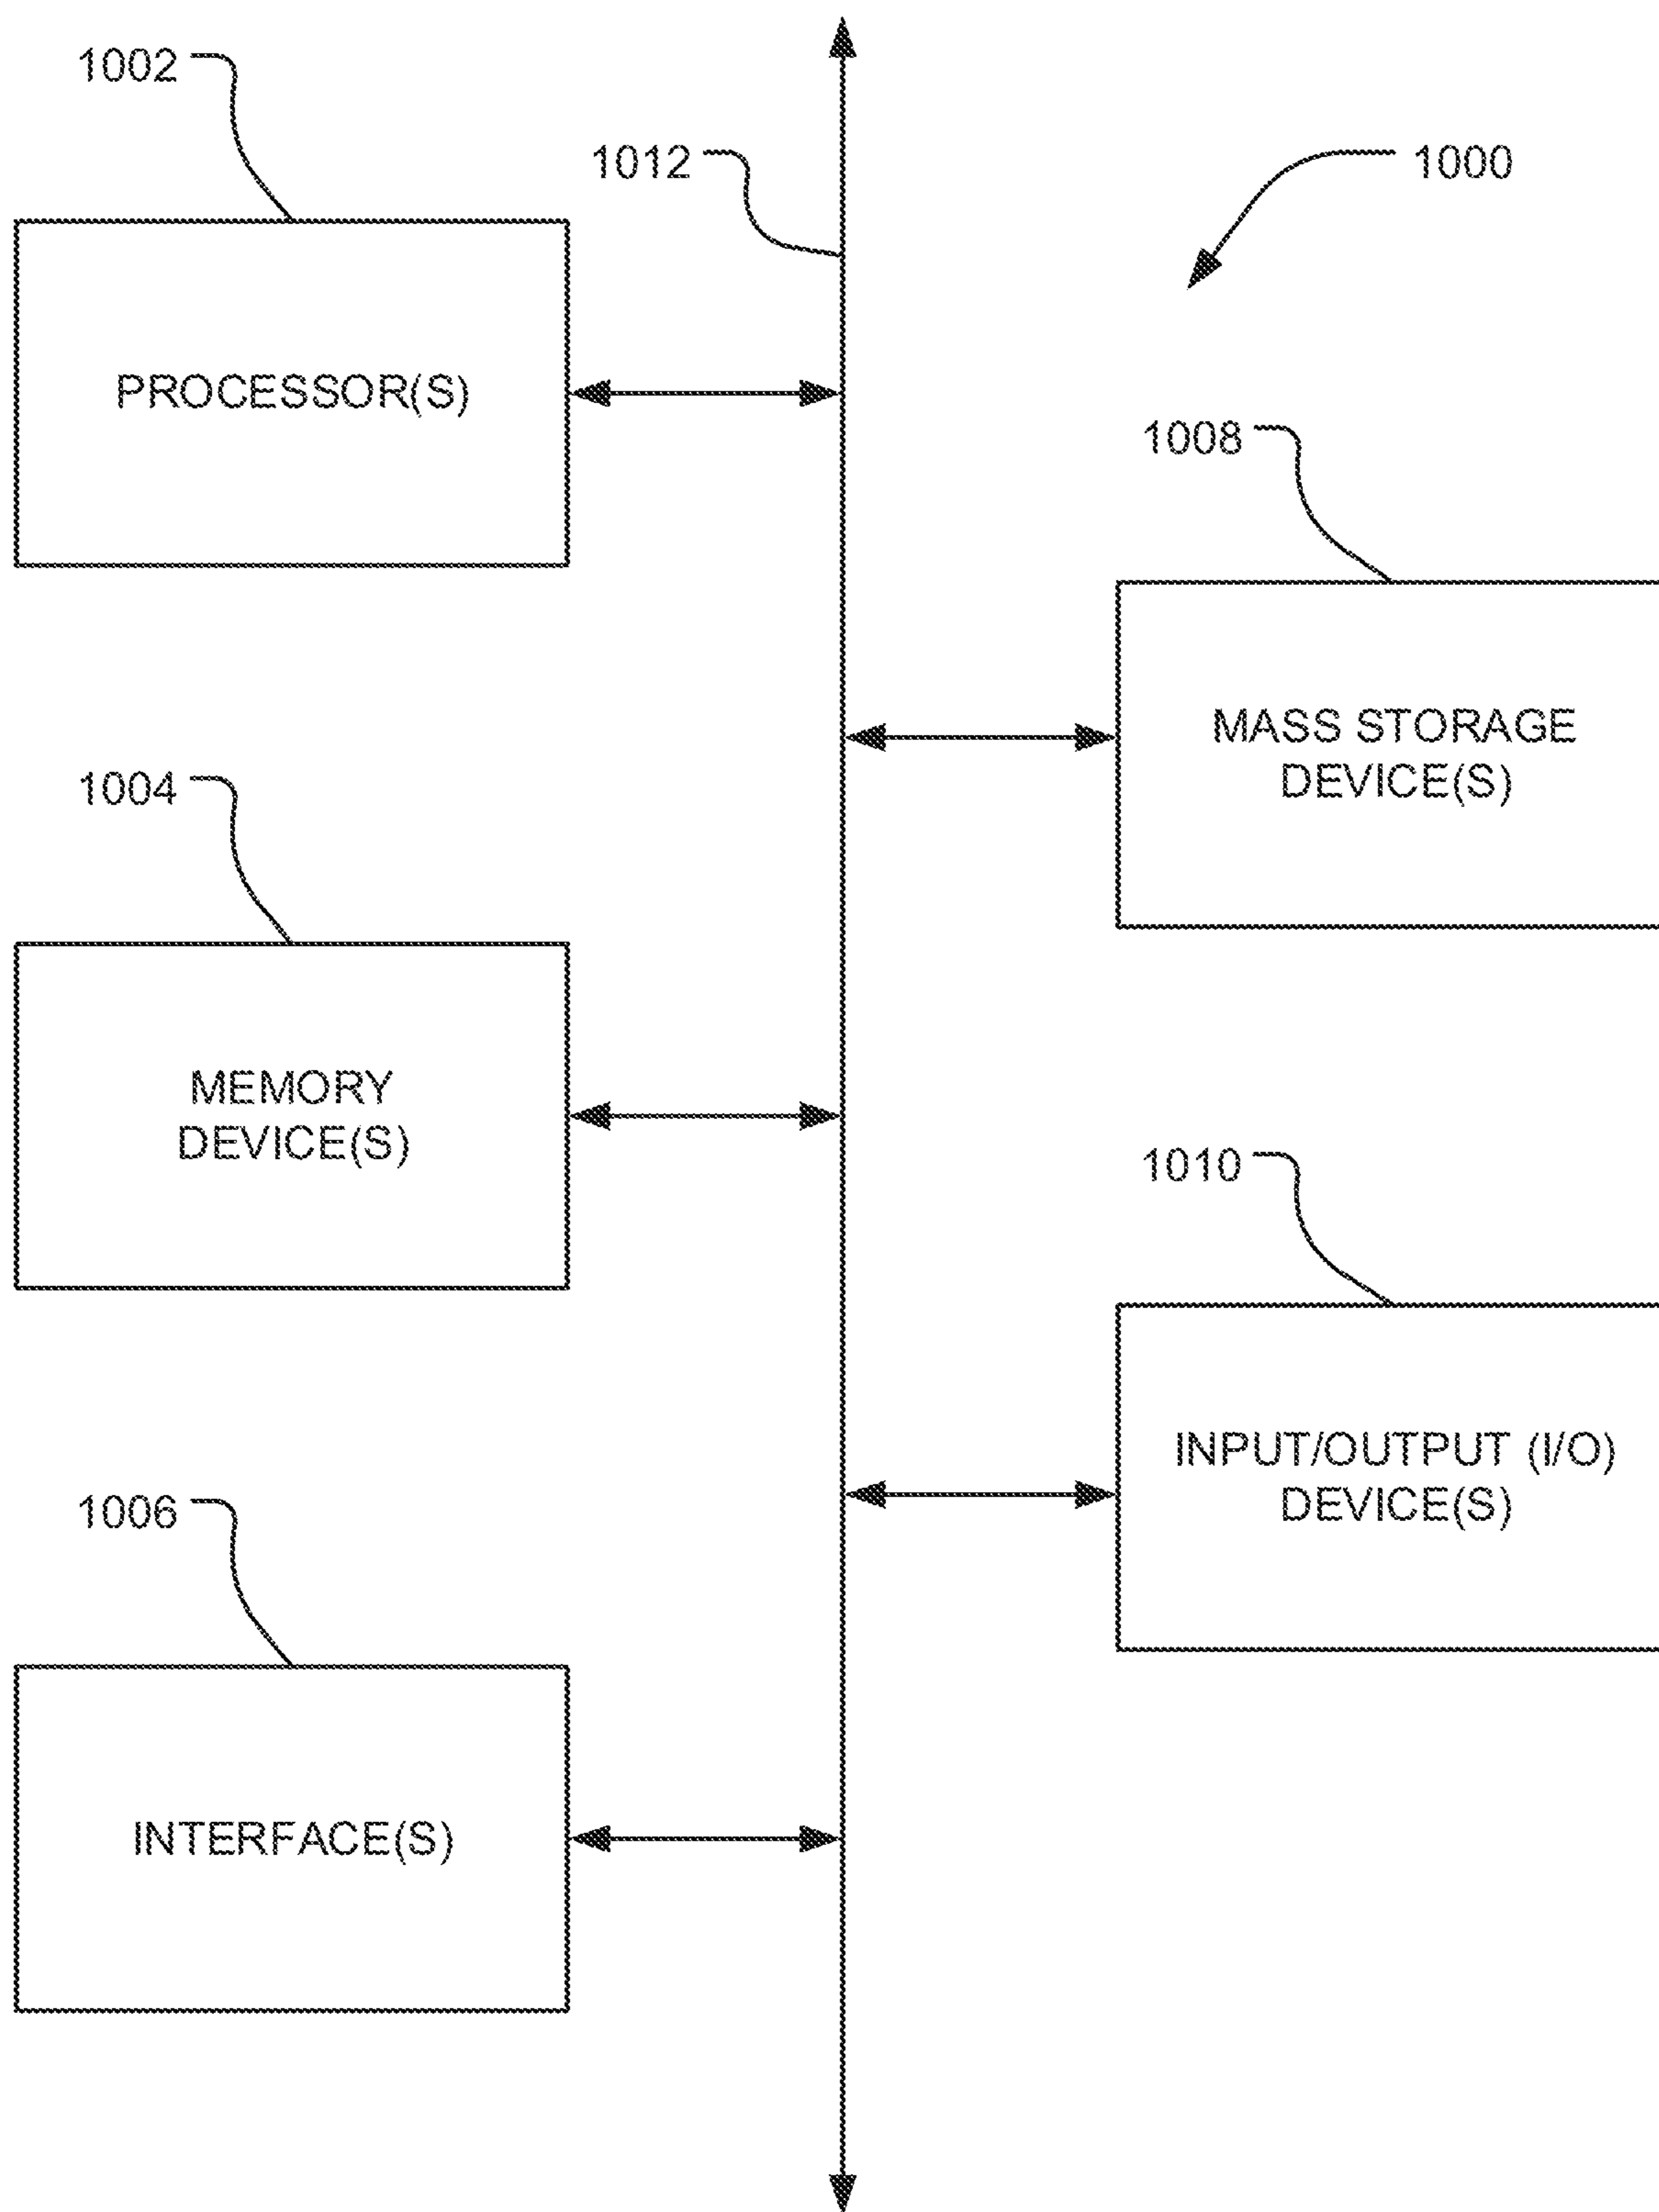 1002
1012
1000
PROCESSOR(S)
1008
MASS STORAGE
DEVICE(S)
1004
MEMORY
DEVICE(S)
1010
INPUT/OUTPUT (I/O)
DEVICE(S)
1006
INTERFACE(S)